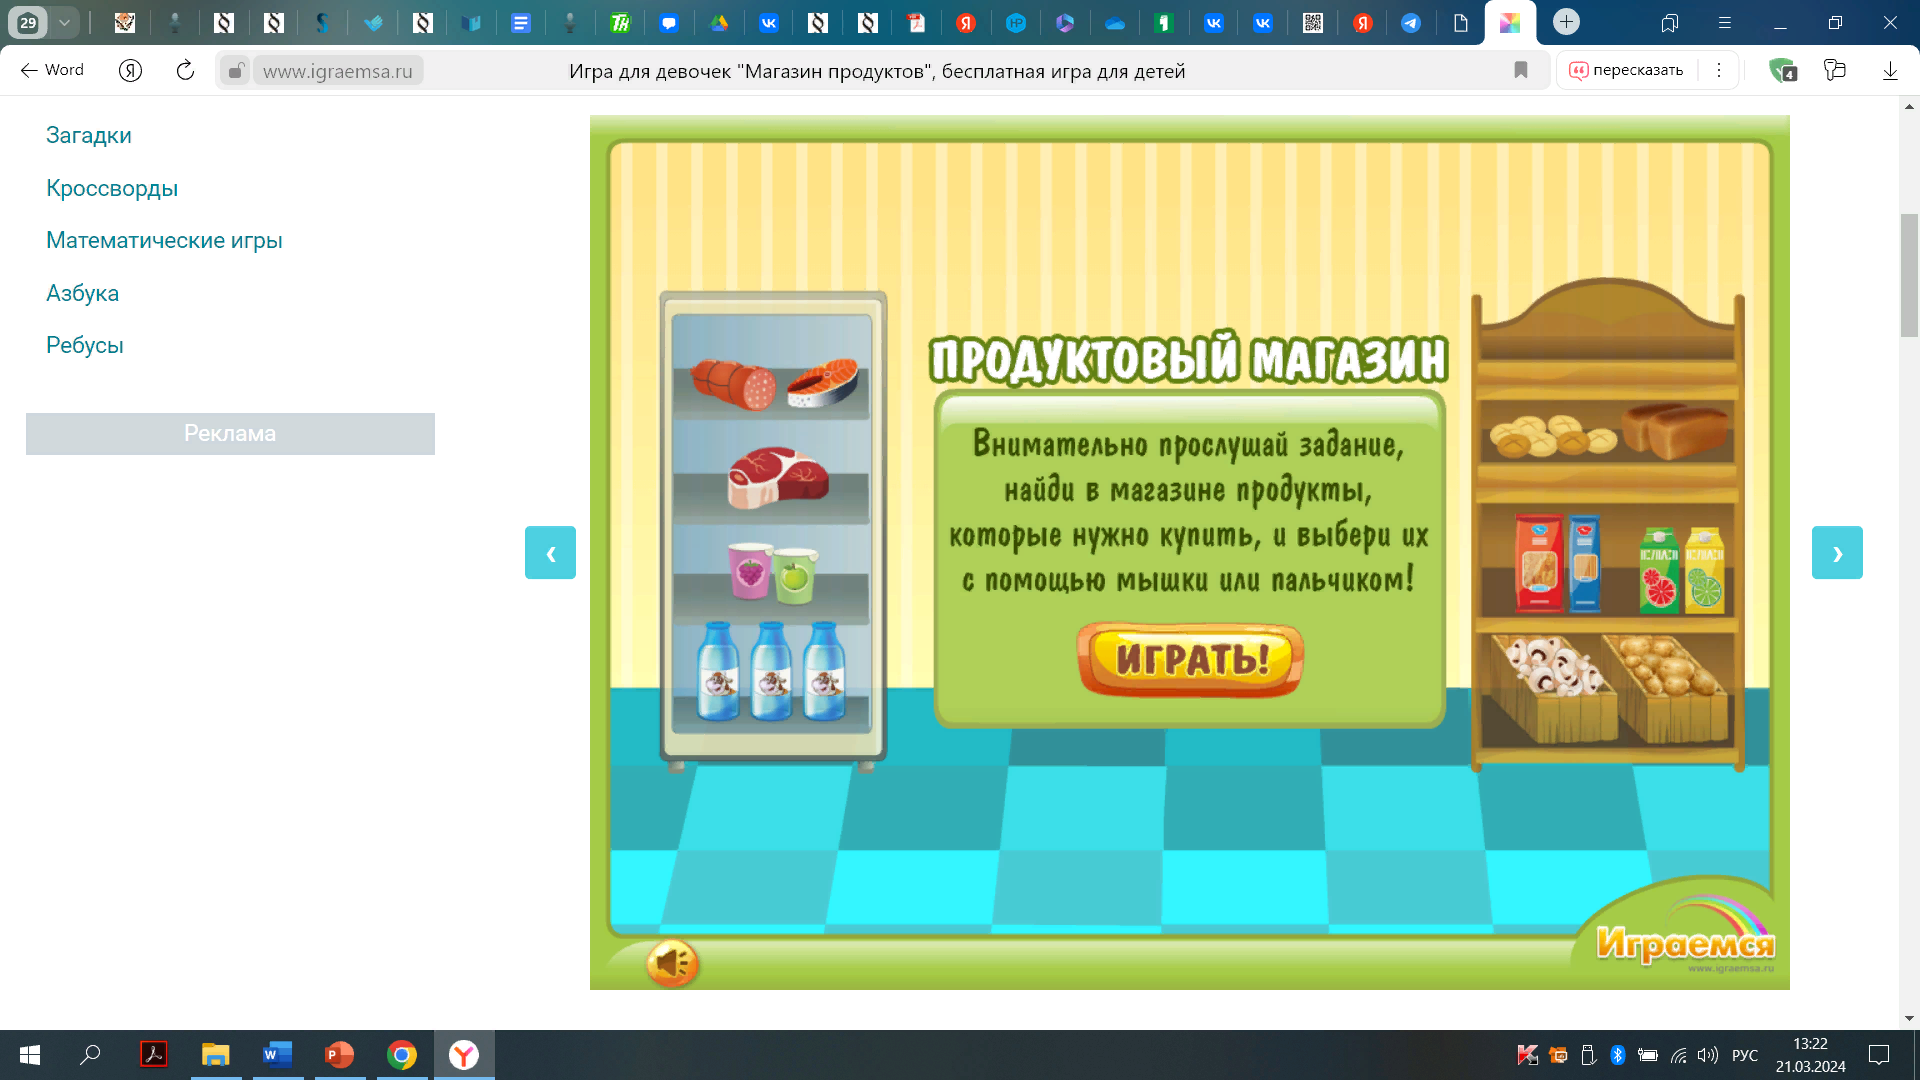 29
Word
www.igraemsa.ru
Игра для девочек "Магазин продуктов", бесплатная игра для детей
пересказать
4
Загадки
Кроссворды
Математические игры
Азбука
Ребусы
Реклама
ПРОДУКТОВЫЙ МАГАЗИН
Внимательно прослушай задание,
найди в магазине продукты,
которые нужно купить, и выбери их
с помощью мышки или пальчиком!
ИГРАТЬ!
Играемся
www.igraemsa.ru
РУС
13:22
21.03.2024